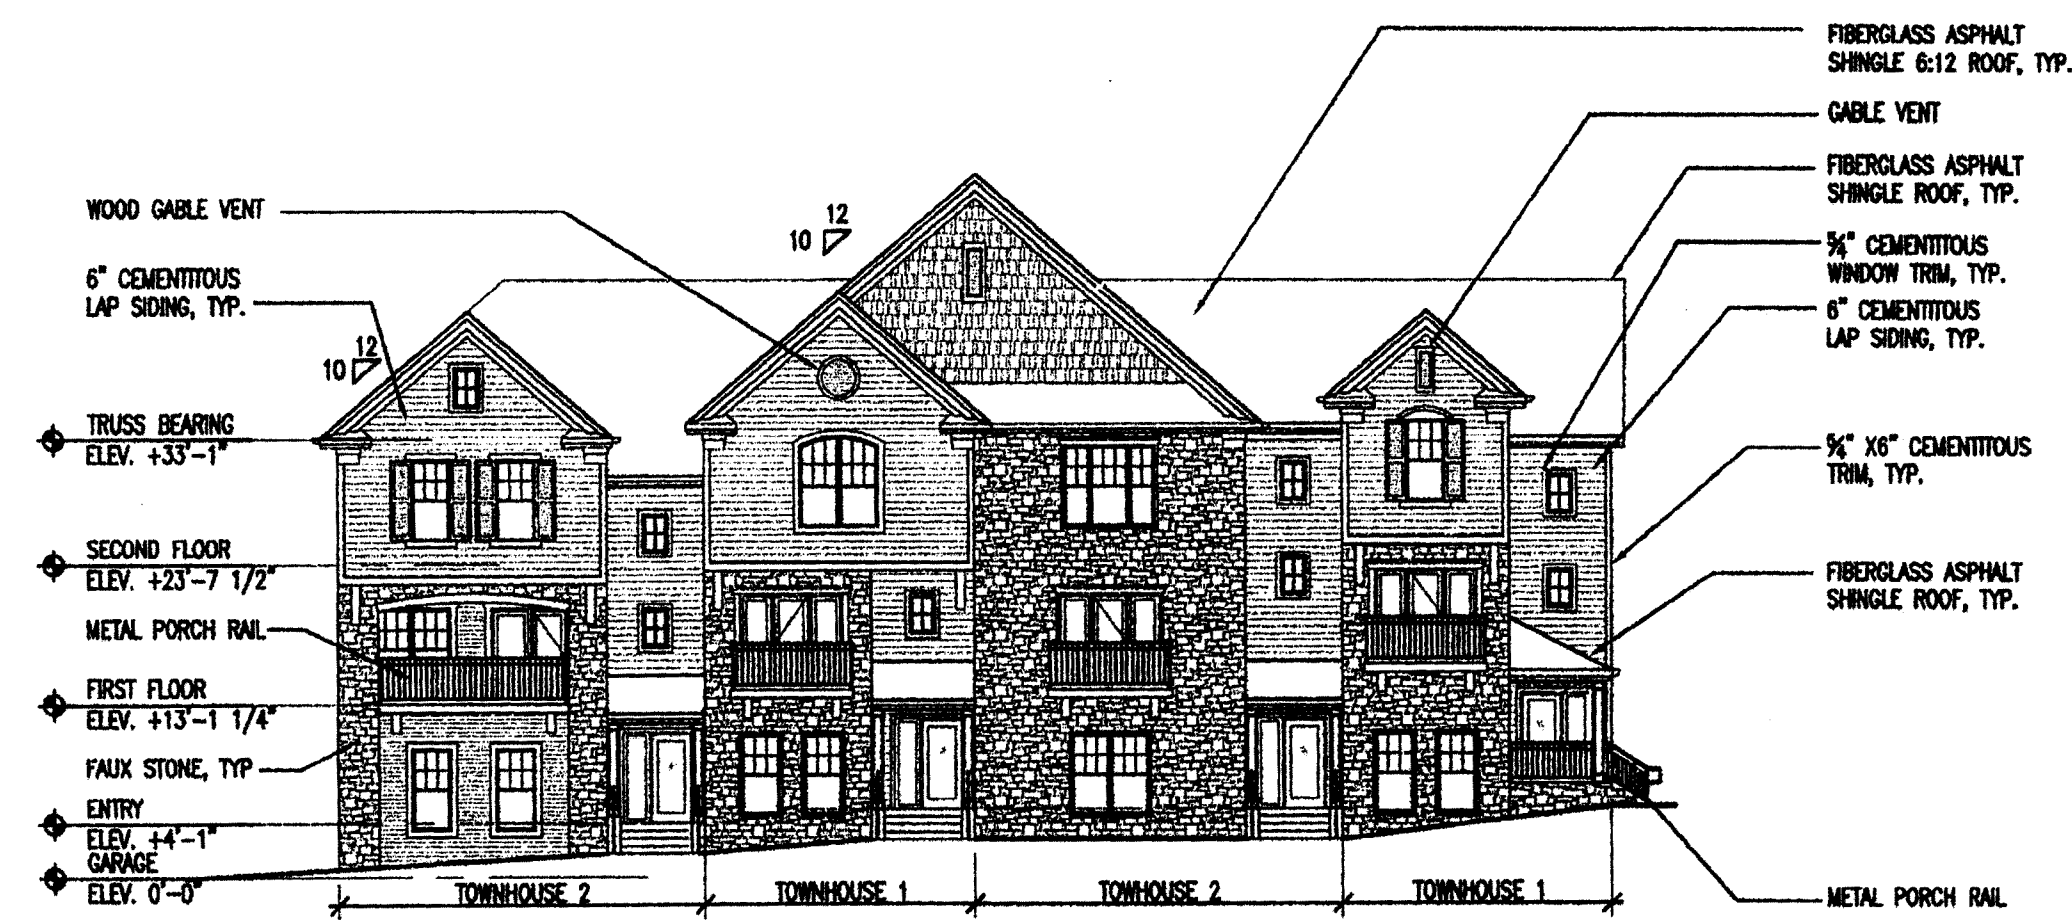 FIBERGLASS ASPHALT
SHINGLE 6:12 ROOF, TYP.
GABLE VENT
FIBERGLASS ASPHALT
SHINGLE ROOF, TYP.
5/4" CEMENTITOUS
WINDOW TRIM, TYP.
6" CEMENTITOUS
LAP SIDING, TYP.
5/4" X6" CEMENTITOUS
TRIM, TYP.
FIBERGLASS ASPHALT
SHINGLE ROOF, TYP.
METAL PORCH RAIL
WOOD GABLE VENT
6" CEMENTITOUS
LAP SIDING, TYP.
12
10
12
10
TRUSS BEARING
ELEV. +33'-1"
SECOND FLOOR
ELEV. +23'-7 1/2"
METAL PORCH RAIL
FIRST FLOOR
ELEV. +13'-1 1/4"
FAUX STONE, TYP
ENTRY
ELEV. +4'-1"
GARAGE
ELEV. 0'-0"
TOWNHOUSE 2
TOWNHOUSE 1
TOWHOUSE 2
TOWNHOUSE 1